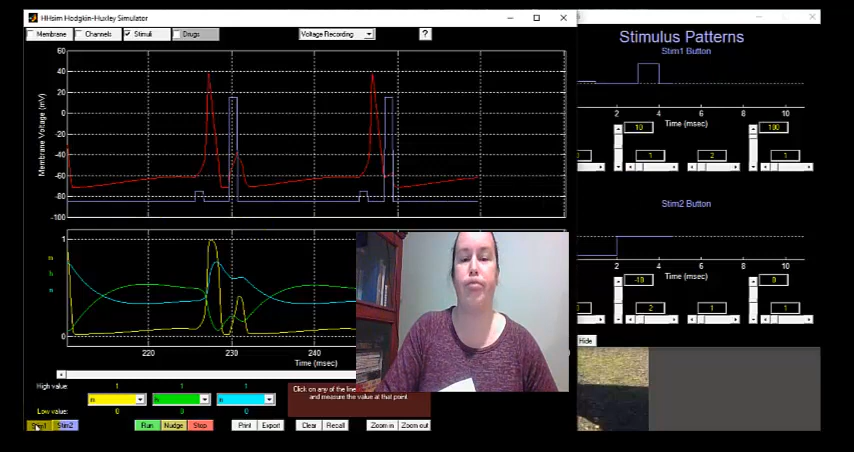 HHsim Hodgkin-Huxley Simulator
Membrane Channels Stimuli Drugs Voltage Recording ?
Stimulus Patterns
Stim1 Button
60
40
20
0
-20
-40
-60
-80
-100
Membrane Voltage (mV)
2 4 6 8 10
Time (msec)
10 190
1 2 1
Stim2 Button
2 4 6 8 10
Time (msec)
-10 0
2 1 1
Hide
1
m
h
n
0
220 230 240
Time (msec)
High value: 1 1 1
m h n
Low value: 0 0 0
Click on any of the line
and measure the value at that point.
Stim1 Stim2 Run Nudge Stop Print Export Clear Recall Zoom in Zoom out